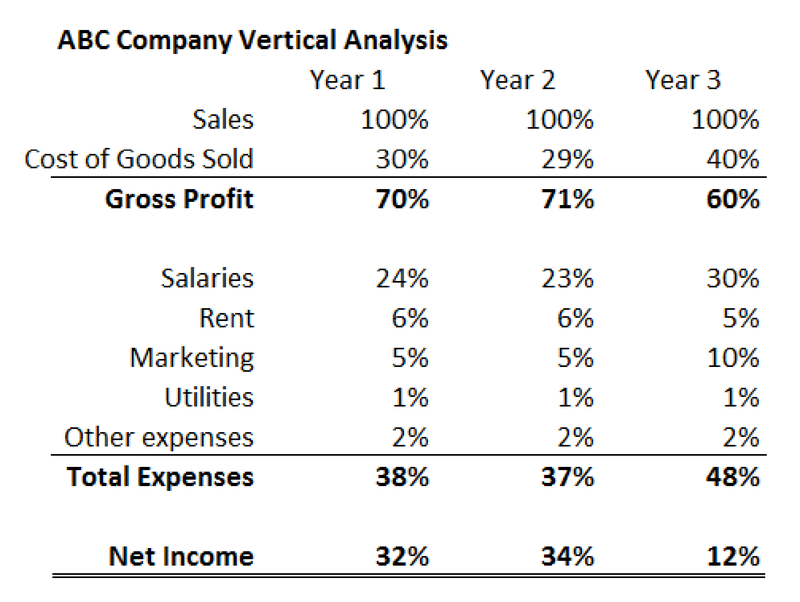 ABC Company Vertical Analysis
Year 1 Year 2 Year 3
Sales 100% 100% 100%
Cost of Goods Sold 30% 29% 40%
Gross Profit 70% 71% 60%
Salaries 24% 23% 30%
Rent 6% 6% 5%
Marketing 5% 5% 10%
Utilities 1% 1% 1%
Other expenses 2% 2% 2%
Total Expenses 38% 37% 48%
Net Income 32% 34% 12%